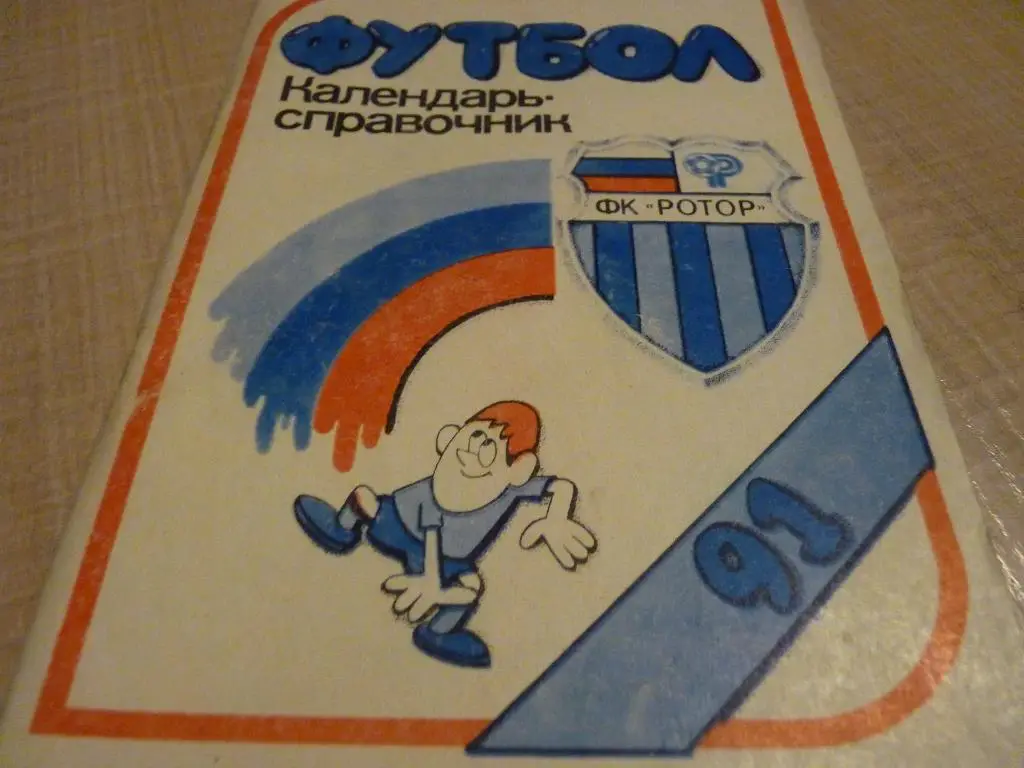 ФУТБОЛ
Календарь-
справочник
ФК «РОТОР»
91